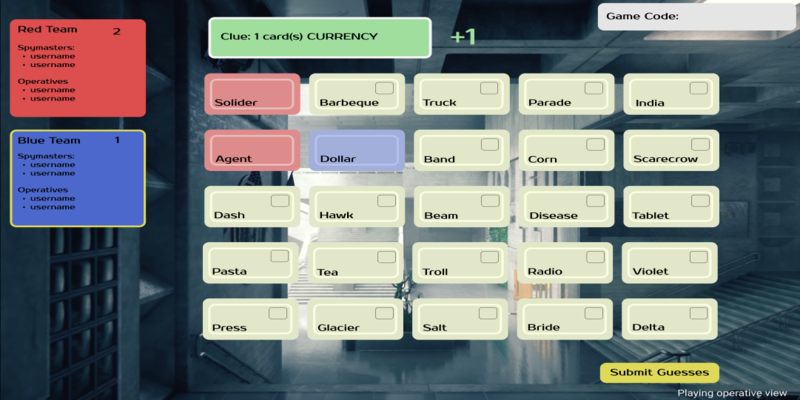 Red Team 2
Spymasters:
• username
• username
Operatives
• username
• username
Blue Team 1
Spymasters:
• username
• username
Operatives
• username
• username
Clue: 1 card(s) CURRENCY
+1
Game Code:
Solider
Barbeque
Truck
Parade
India
Agent
Dollar
Band
Corn
Scarecrow
Dash
Hawk
Beam
Disease
Tablet
Pasta
Tea
Troll
Radio
Violet
Press
Glacier
Salt
Bride
Delta
Submit Guesses
Playing operative view